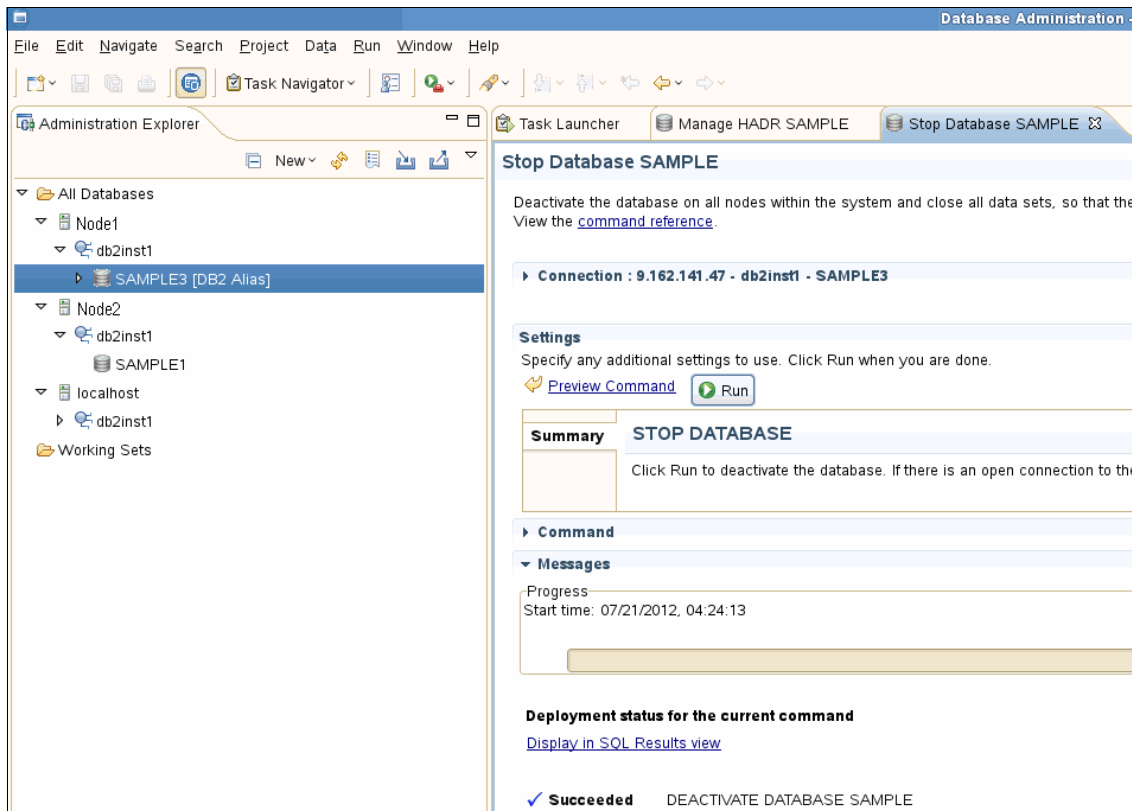 Database Administration -
File Edit Navigate Search Project Data Run Window Help
Task Navigator
Administration Explorer
Task Launcher
Manage HADR SAMPLE
Stop Database SAMPLE
New
Stop Database SAMPLE
All Databases
Deactivate the database on all nodes within the system and close all data sets, so that the
Node1
View the command reference.
db2inst1
SAMPLE3 [DB2 Alias]
Connection : 9.162.141.47 - db2inst1 - SAMPLE3
Node2
db2inst1
Settings
SAMPLE1
Specify any additional settings to use. Click Run when you are done.
localhost
Preview Command
Run
db2inst1
Summary
STOP DATABASE
Working Sets
Click Run to deactivate the database. If there is an open connection to the
Command
Messages
Progress
Start time: 07/21/2012, 04:24:13
Deployment status for the current command
Display in SQL Results view
Succeeded DEACTIVATE DATABASE SAMPLE